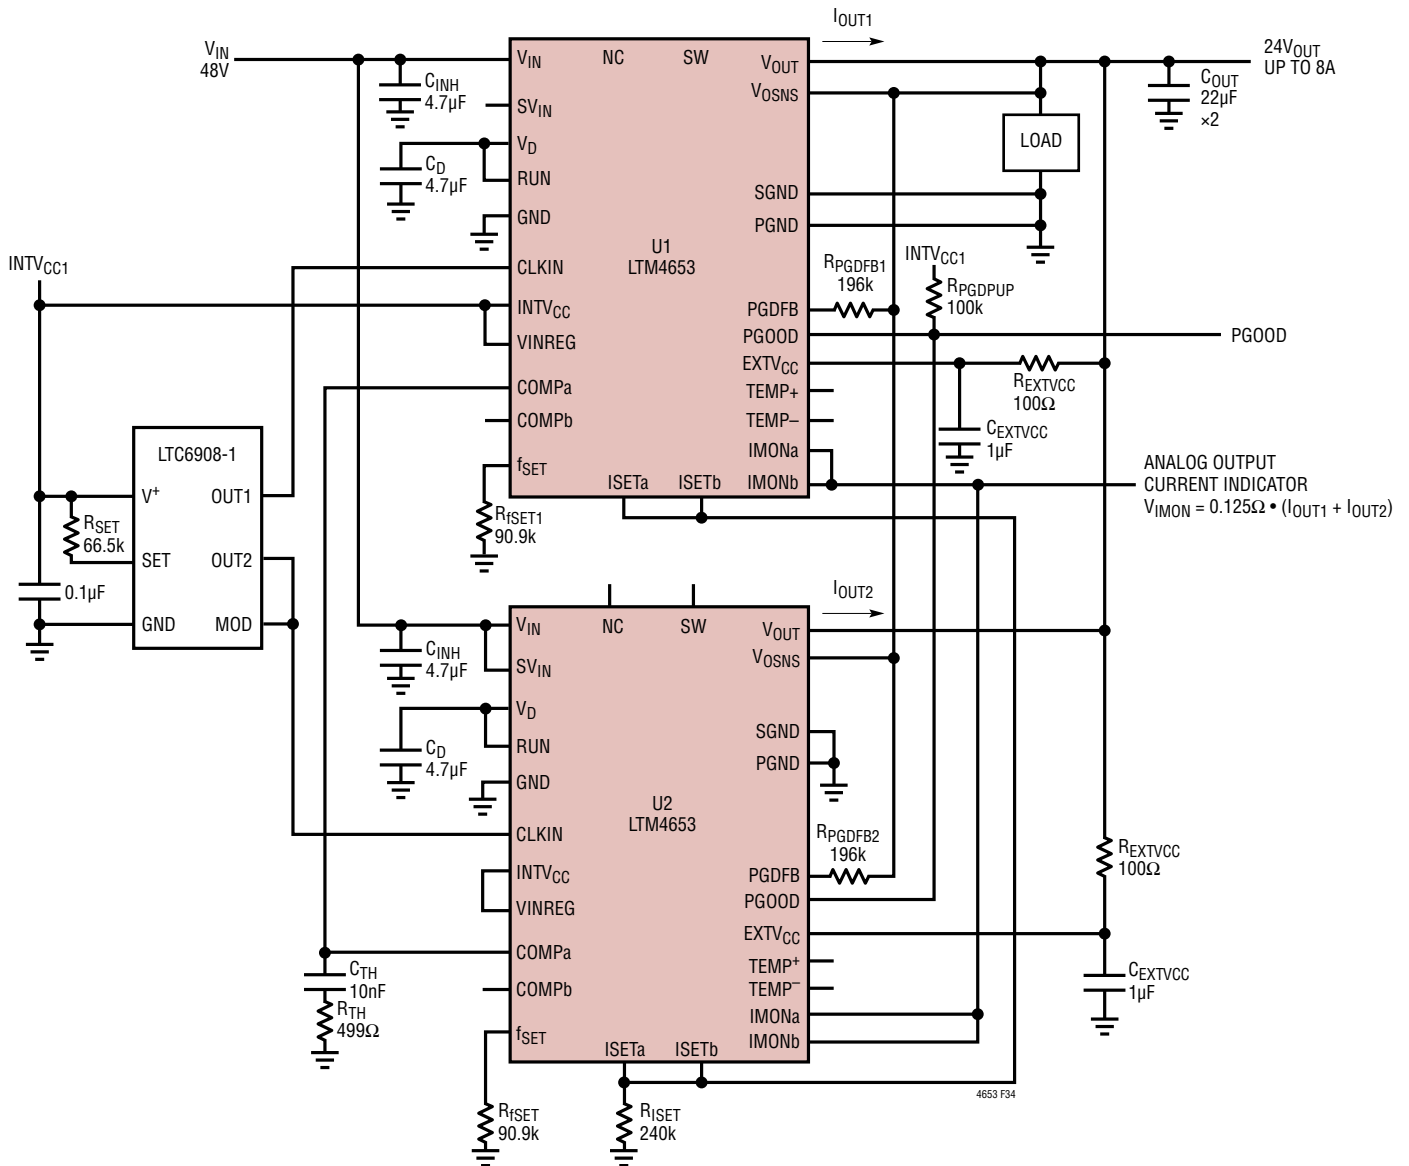 IOUT1
VIN
48V
CINH
4.7µF
VIN
NC
SW
VOUT
24VOUT
UP TO 8A
COUT
22µF
×2
SVIN
VOSNS
LOAD
CD
4.7µF
VD
RUN
GND
SGND
PGND
U1
LTM4653
INTVCC1
CLKIN
INTVCC
VINREG
RPGDFB1
196k
INTVCC1
RPGDPUP
100k
PGDFB
PGOOD
PGOOD
EXTVCC
REXTVCC
100Ω
COMPa
COMPb
TEMP+
TEMP–
CEXTVCC
1µF
IMONa
IMONb
fSET
ISETa
ISETb
ANALOG OUTPUT
CURRENT INDICATOR
VIMON = 0.125Ω • (IOUT1 + IOUT2)
RfSET1
90.9k
LTC6908-1
V+
OUT1
RSET
66.5k
SET
OUT2
0.1µF
GND
MOD
IOUT2
CINH
4.7µF
VIN
NC
SW
VOUT
SVIN
VOSNS
CD
4.7µF
VD
RUN
GND
SGND
PGND
U2
LTM4653
CLKIN
INTVCC
VINREG
RPGDFB2
196k
PGDFB
PGOOD
REXTVCC
100Ω
EXTVCC
COMPa
COMPb
TEMP+
TEMP–
CEXTVCC
1µF
CTH
10nF
RTH
499Ω
IMONa
IMONb
fSET
ISETa
ISETb
RfSET
90.9k
RISET
240k
4653 F34